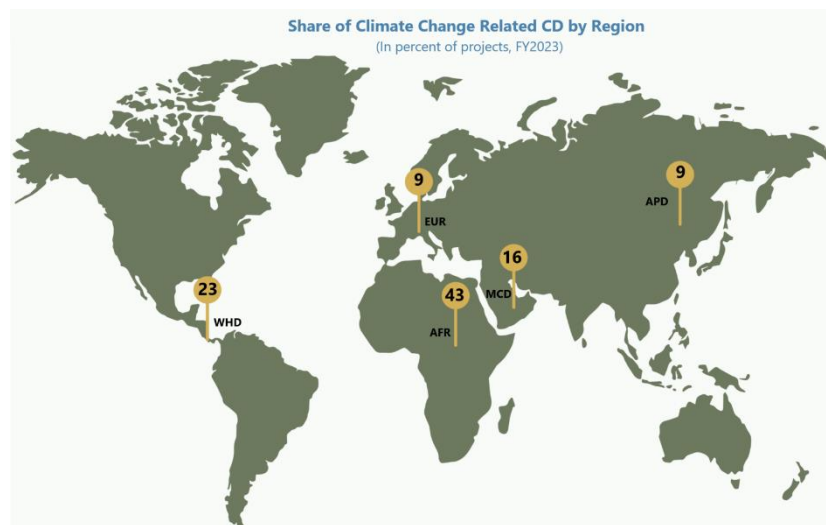 Share of Climate Change Related CD by Region
(In percent of projects, FY2023)
9
EUR
9
APD
16
MCD
23
WHD
43
AFR